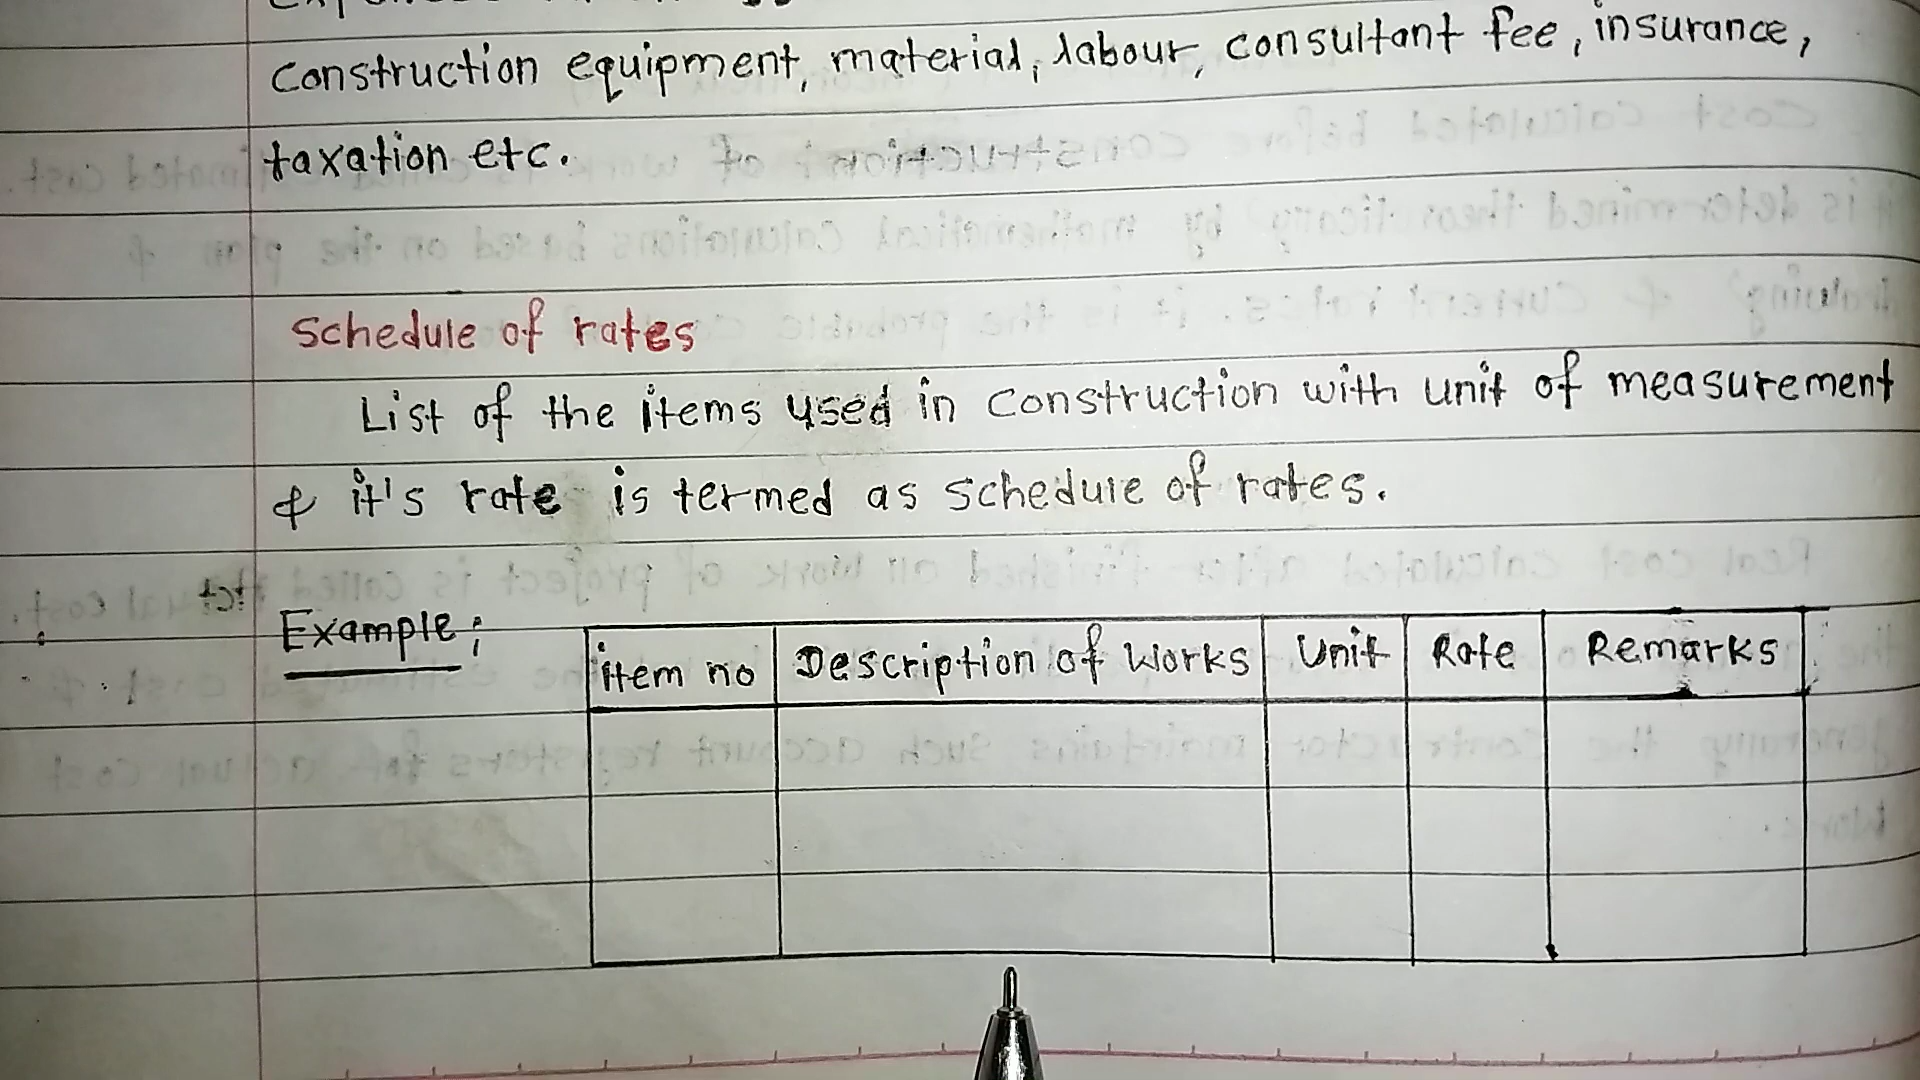 construction equipment, material, labour, consultant fee, insurance,
taxation etc.
Schedule of rates
List of the items used in construction with unit of measurement
& it's rate is termed as schedule of rates.
Example;
item no Description of Works Unit Rate Remarks